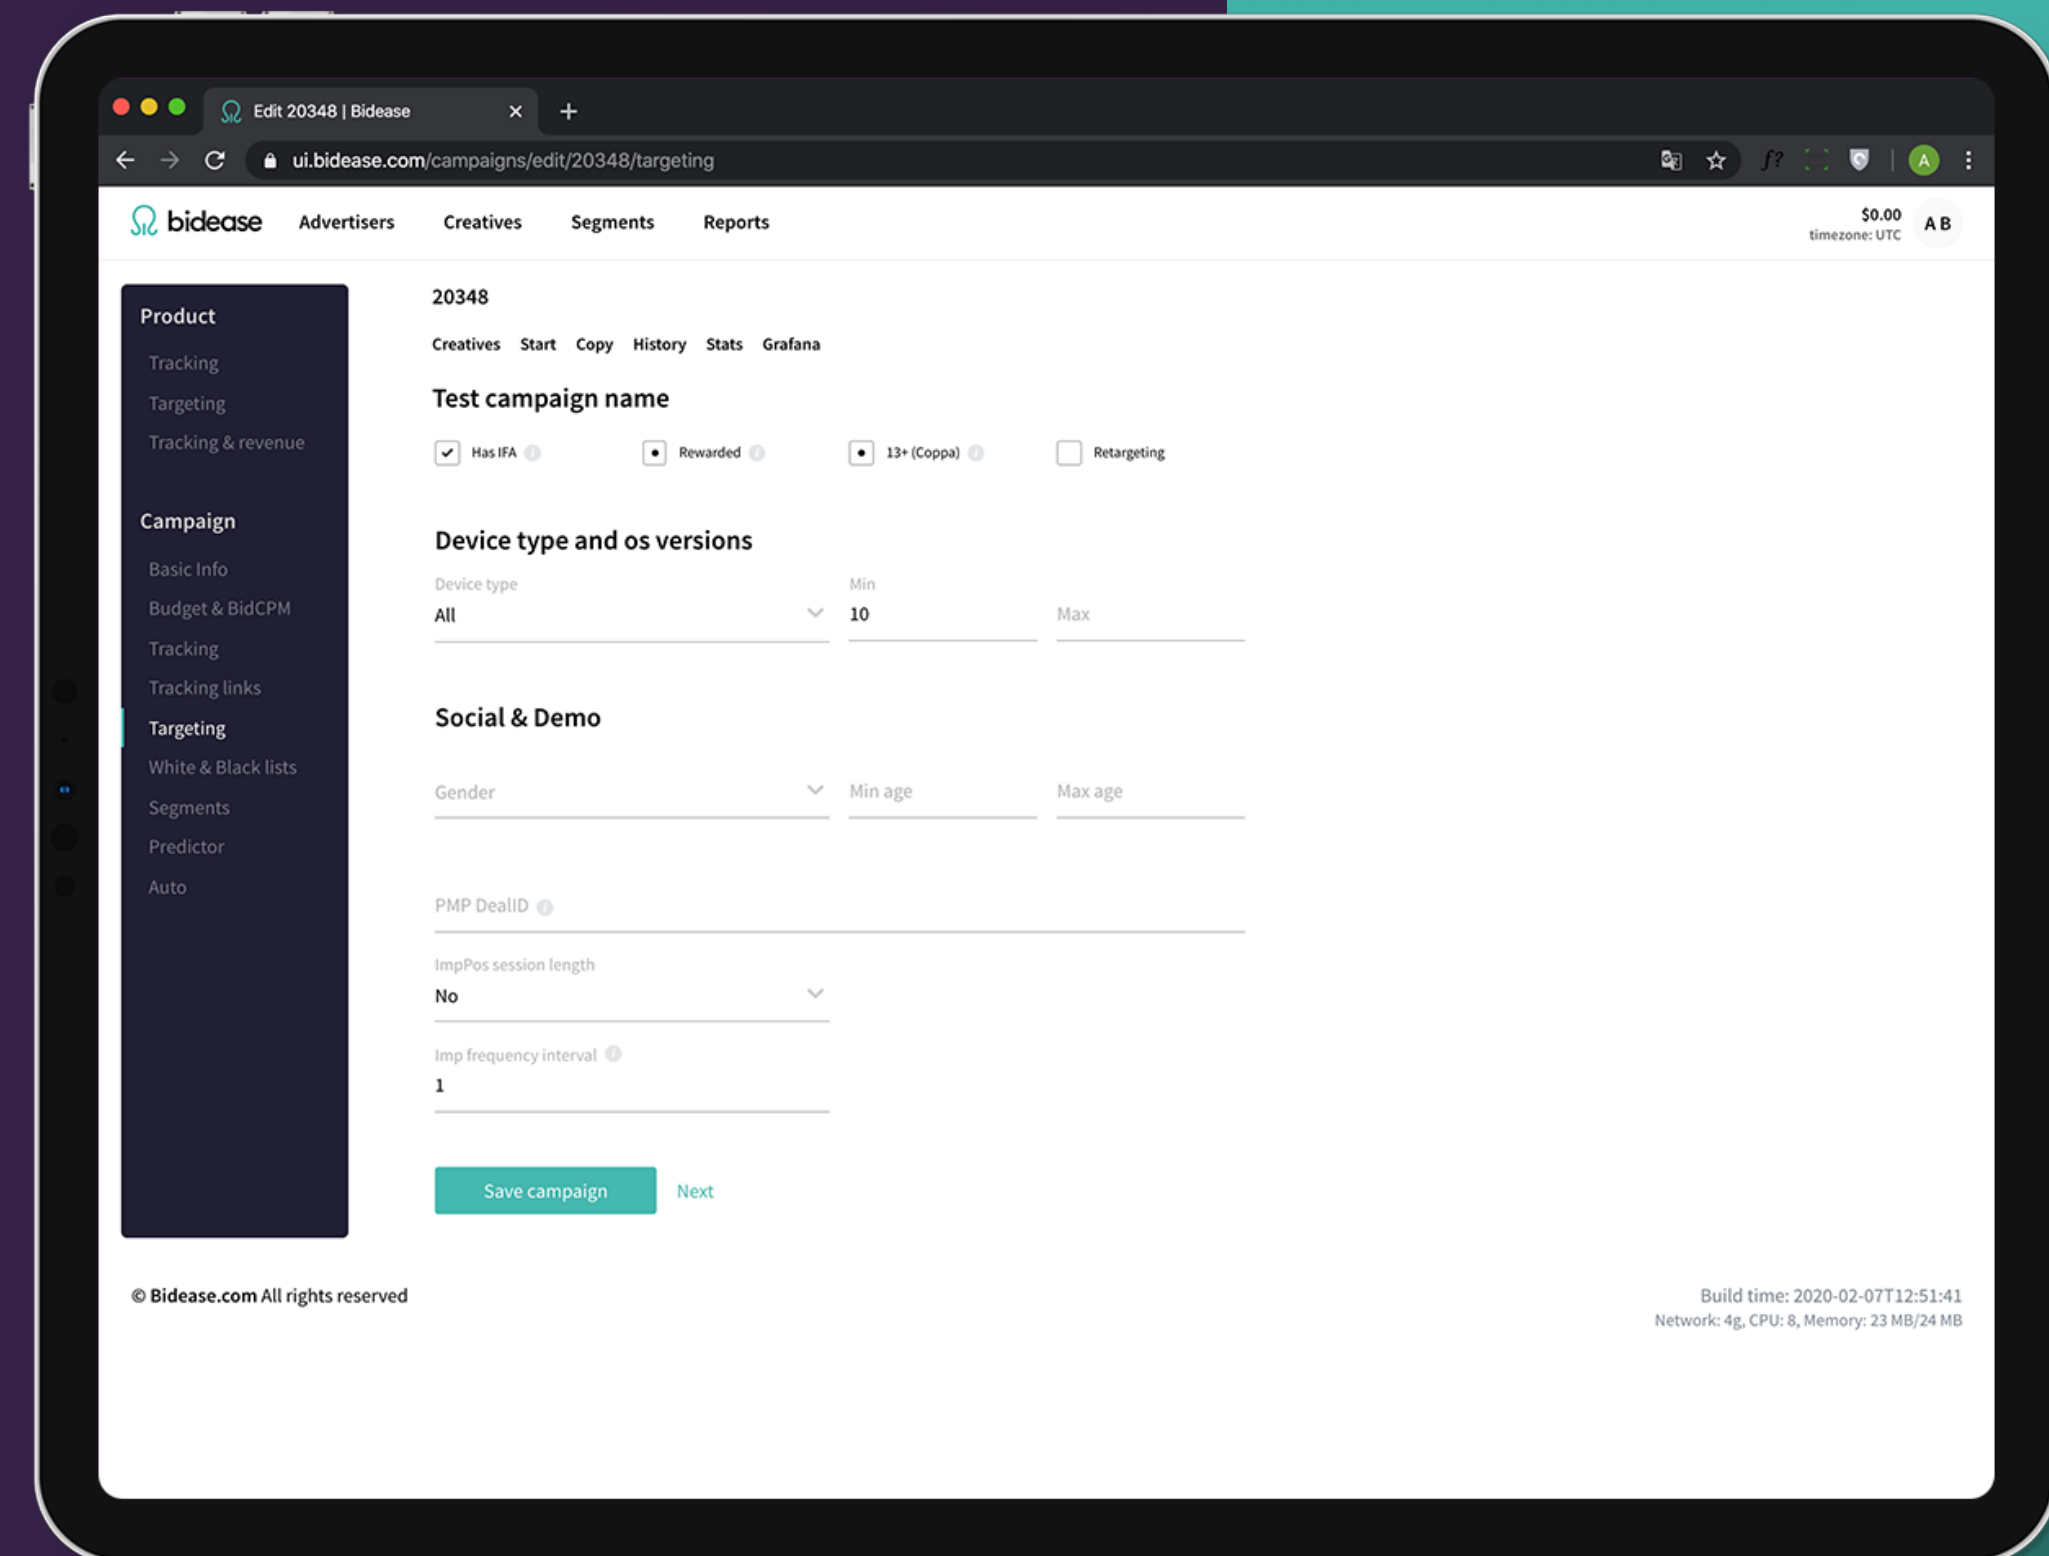 Edit 20348 | Bidease
ui.bidease.com/campaigns/edit/20348/targeting
f?
A
bidease
Advertisers Creatives Segments Reports
$0.00
timezone: UTC
A B
Product
Tracking
Targeting
Tracking & revenue
Campaign
Basic Info
Budget & BidCPM
Tracking
Tracking links
Targeting
White & Black lists
Segments
Predictor
Auto
20348
Creatives Start Copy History Stats Grafana
Test campaign name
Has IFA Rewarded 13+ (Coppa) Retargeting
Device type and os versions
Device type Min
All 10 Max
Social & Demo
Gender Min age Max age
PMP DealID
ImpPos session length
No
Imp frequency interval
1
Save campaign Next
© Bidease.com All rights reserved
Build time: 2020-02-07T12:51:41
Network: 4g, CPU: 8, Memory: 23 MB/24 MB